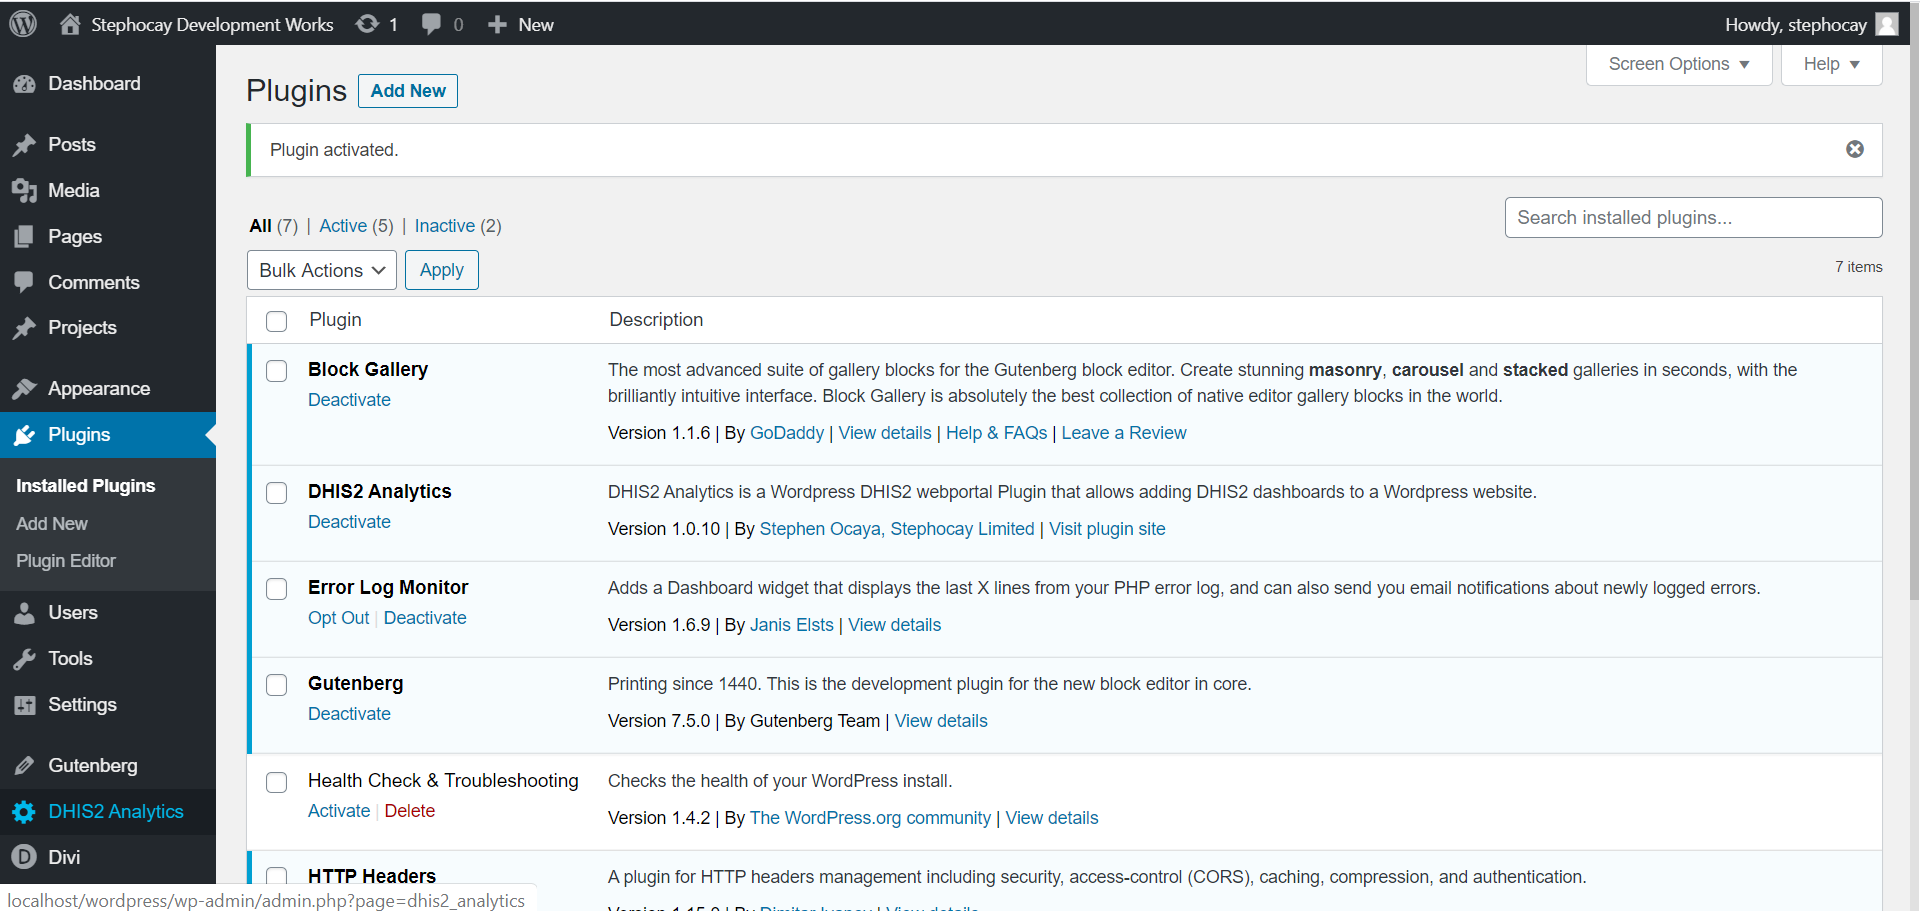 Stephocay Development Works 1 0 New Howdy, stephocay
Dashboard
Posts
Media
Pages
Comments
Projects
Appearance
Plugins
Installed Plugins
Add New
Plugin Editor
Users
Tools
Settings
Gutenberg
DHIS2 Analytics
Divi
Screen Options Help
Plugins Add New
Plugin activated.
All (7) | Active (5) | Inactive (2)
Search installed plugins...
Bulk Actions Apply
7 items
Plugin Description
Block Gallery
Deactivate
The most advanced suite of gallery blocks for the Gutenberg block editor. Create stunning masonry, carousel and stacked galleries in seconds, with the
brilliantly intuitive interface. Block Gallery is absolutely the best collection of native editor gallery blocks in the world.
Version 1.1.6 | By GoDaddy | View details | Help & FAQs | Leave a Review
DHIS2 Analytics
Deactivate
DHIS2 Analytics is a Wordpress DHIS2 webportal Plugin that allows adding DHIS2 dashboards to a Wordpress website.
Version 1.0.10 | By Stephen Ocaya, Stephocay Limited | Visit plugin site
Error Log Monitor
Opt Out | Deactivate
Adds a Dashboard widget that displays the last X lines from your PHP error log, and can also send you email notifications about newly logged errors.
Version 1.6.9 | By Janis Elsts | View details
Gutenberg
Deactivate
Printing since 1440. This is the development plugin for the new block editor in core.
Version 7.5.0 | By Gutenberg Team | View details
Health Check & Troubleshooting
Activate | Delete
Checks the health of your WordPress install.
Version 1.4.2 | By The WordPress.org community | View details
HTTP Headers
A plugin for HTTP headers management including security, access-control (CORS), caching, compression, and authentication.
localhost/wordpress/wp-admin/admin.php?page=dhis2_analytics